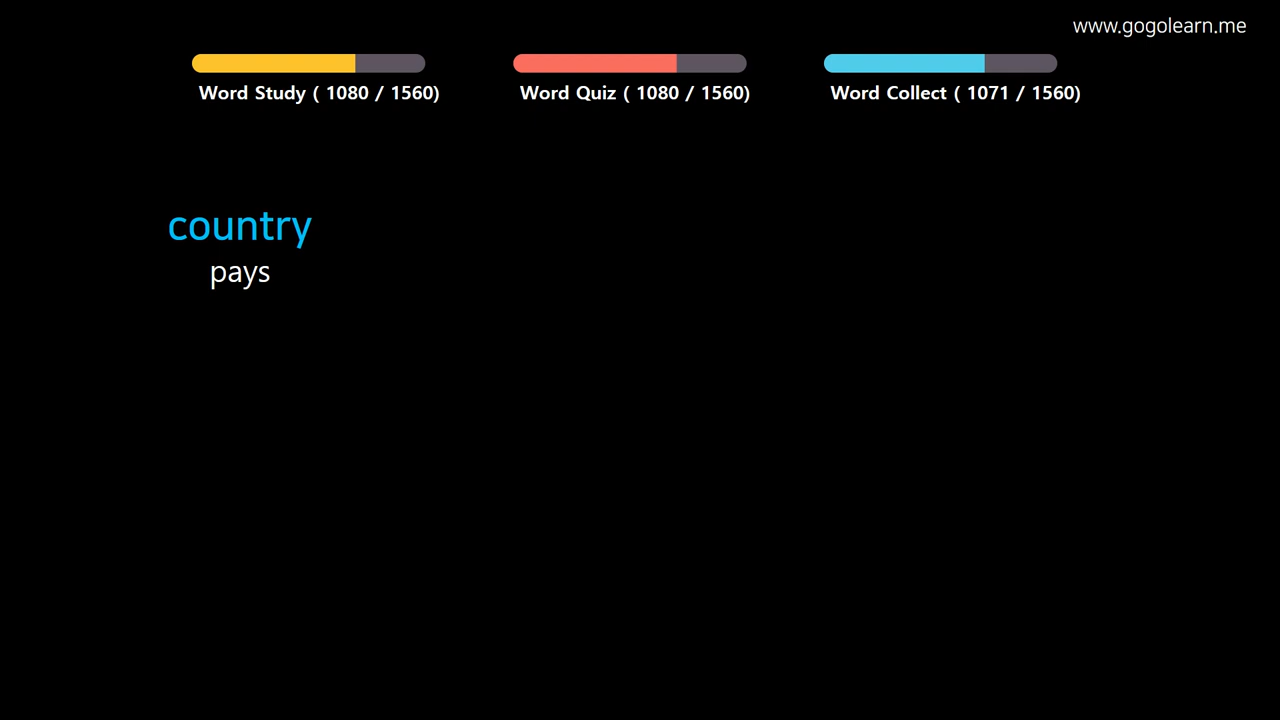 www.gogolearn.me
Word Study ( 1080 / 1560)
Word Quiz ( 1080 / 1560)
Word Collect ( 1071 / 1560)
country
pays